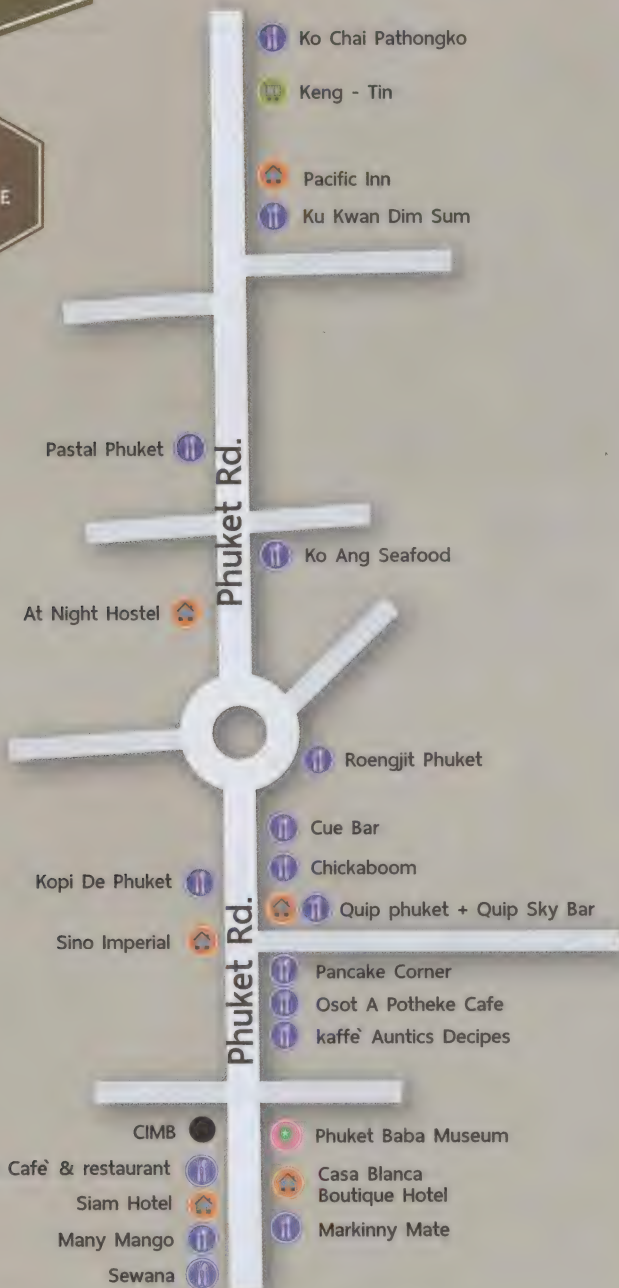 Ko Chai Pathongko
Keng - Tin
E
Pacific Inn
Ku Kwan Dim Sum
Pastal Phuket
Phuket Rd.
Ko Ang Seafood
At Night Hostel
Roengjit Phuket
Cue Bar
Chickaboom
Kopi De Phuket
Quip phuket + Quip Sky Bar
Sino Imperial
Phuket Rd.
Pancake Corner
Osot A Potheke Cafe
kaffe` Auntics Decipes
CIMB
Phuket Baba Museum
Cafe` & restaurant
Casa Blanca
Boutique Hotel
Siam Hotel
Many Mango
Markinny Mate
Sewana